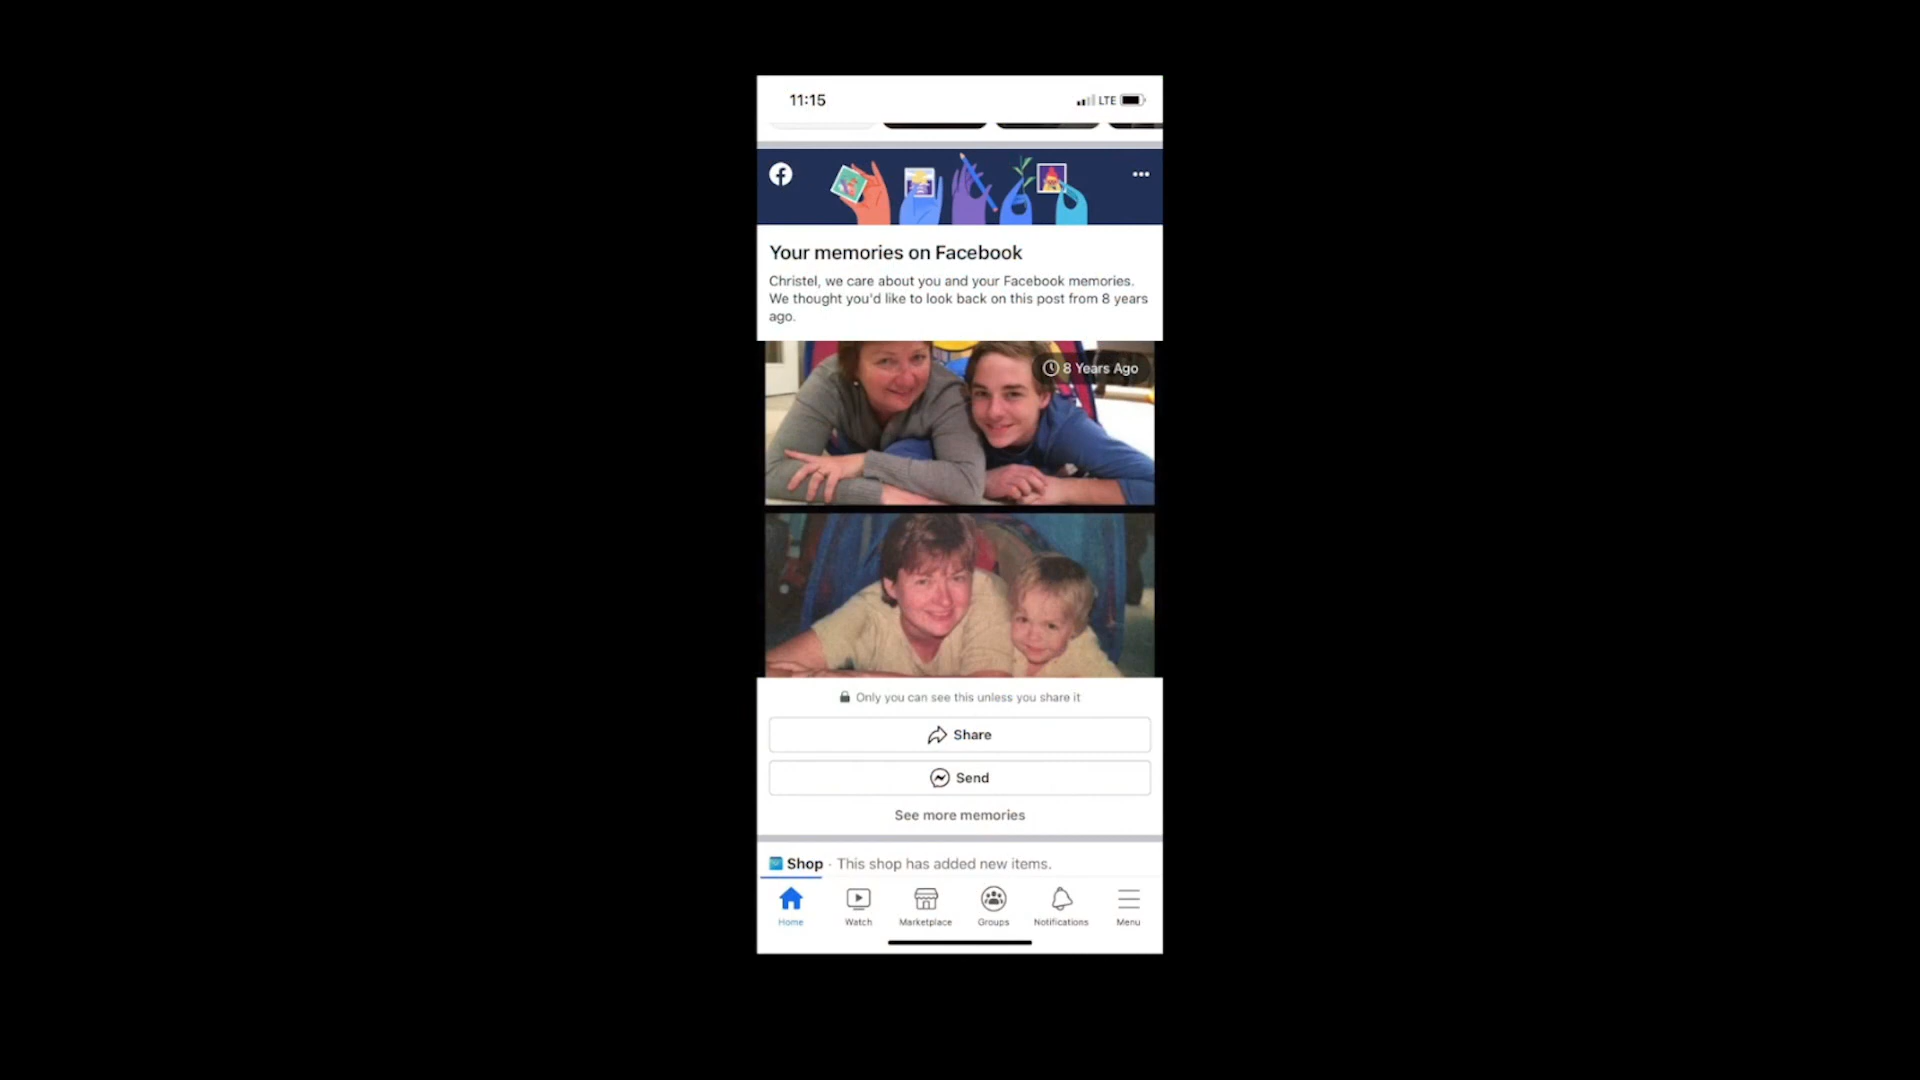 11:15
LTE
Your memories on Facebook
Christel, we care about you and your Facebook memories.
We thought you'd like to look back on this post from 8 years
ago.
8 Years Ago
Only you can see this unless you share it
Share
Send
See more memories
Shop · This shop has added new items.
Home Watch Marketplace Groups Notifications Menu